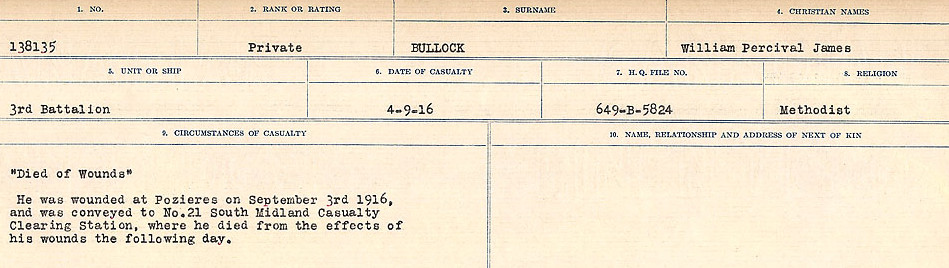 1. NO. 2. RANK OR RATING 3. SURNAME 4. CHRISTIAN NAMES
138135 Private BULLOCK William Percival James
5. UNIT OR SHIP 6. DATE OF CASUALTY 7. H.Q. FILE NO. 8. RELIGION
3rd Battalion 4-9-16 649-B-5824 Methodist
9. CIRCUMSTANCES OF CASUALTY 10. NAME, RELATIONSHIP AND ADDRESS OF NEXT OF KIN
"Died of Wounds"
He was wounded at Pozieres on September 3rd 1916,
and was conveyed to No.21 South Midland Casualty
Clearing Station, where he died from the effects of
his wounds the following day.